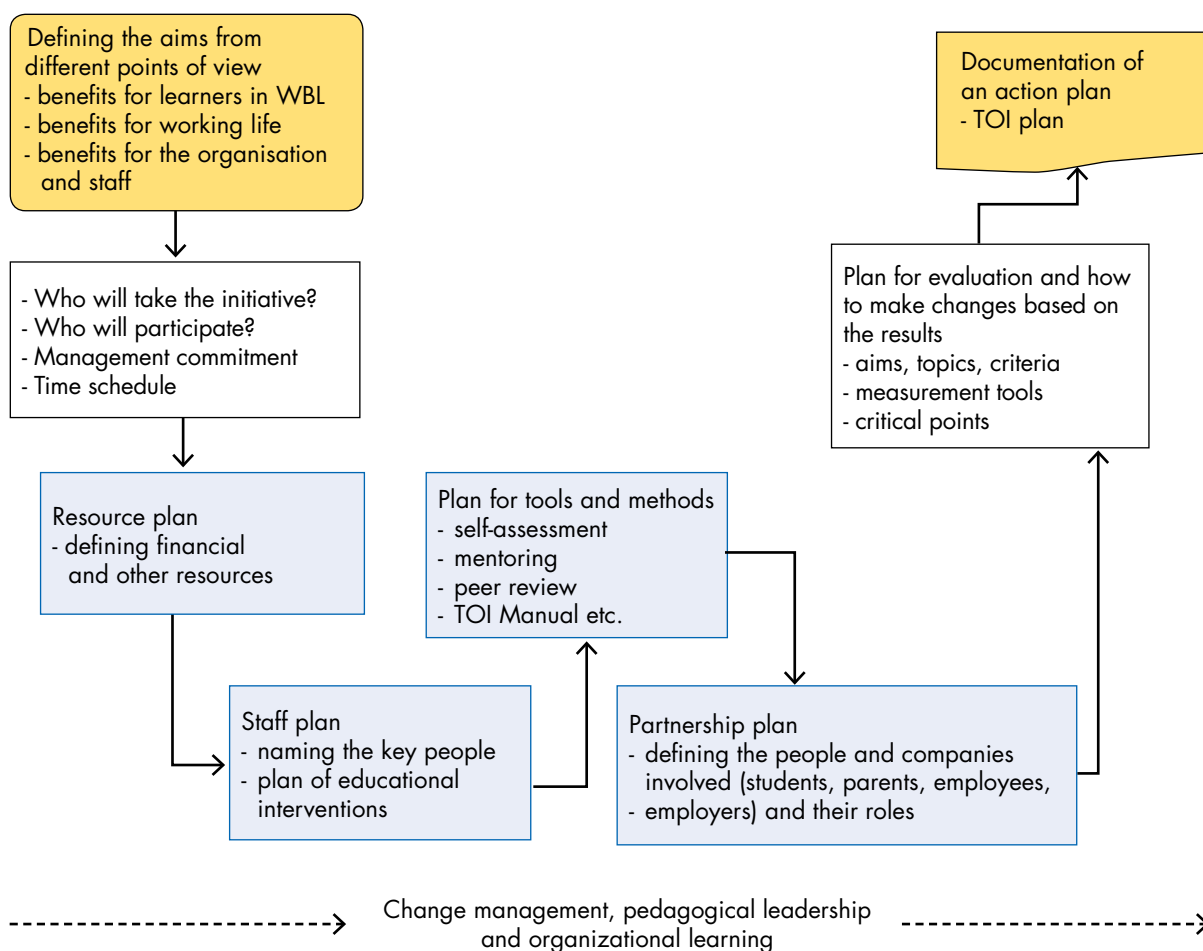 Defining the aims from
different points of view
- benefits for learners in WBL
- benefits for working life
- benefits for the organisation
and staff
- Who will take the initiative?
- Who will participate?
- Management commitment
- Time schedule
Resource plan
- defining financial
and other resources
Staff plan
- naming the key people
- plan of educational
interventions
Plan for tools and methods
- self-assessment
- mentoring
- peer review
- TOI Manual etc.
Partnership plan
- defining the people and companies
involved (students, parents, employees,
- employers) and their roles
Plan for evaluation and how
to make changes based on
the results
- aims, topics, criteria
- measurement tools
- critical points
Documentation of
an action plan
- TOI plan
Change management, pedagogical leadership
and organizational learning